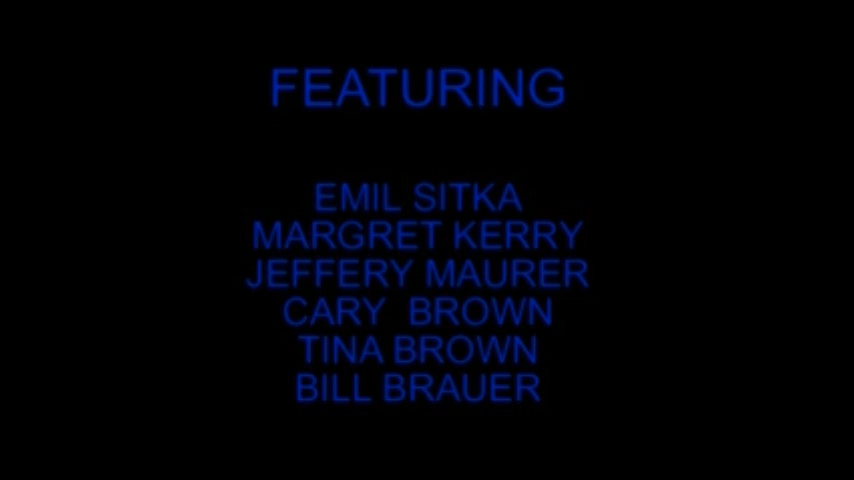 FEATURING
EMIL SITKA
MARGRET KERRY
JEFFERY MAURER
CARY  BROWN
TINA BROWN
BILL BRAUER